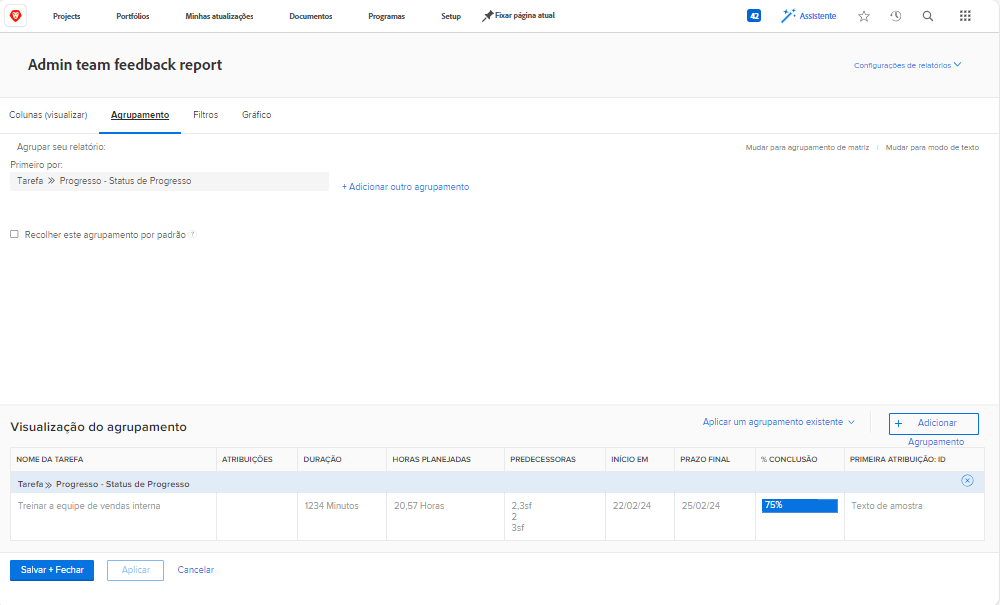 Projects Portfólios Minhas atualizações Documentos Programas Setup Fixar página atual 42 Assistente
Admin team feedback report
Configurações de relatórios
Colunas (visualizar) Agrupamento Filtros Gráfico
Agrupar seu relatório:
Mudar para agrupamento de matriz | Mudar para modo de texto
Primeiro por:
Tarefa >> Progresso - Status de Progresso
+ Adicionar outro agrupamento
Recolher este agrupamento por padrão ?
Visualização do agrupamento
Aplicar um agrupamento existente
+ Adicionar
Agrupamento
NOME DA TAREFA ATRIBUIÇÕES DURAÇÃO HORAS PLANEJADAS PREDECESSORAS INÍCIO EM PRAZO FINAL % CONCLUSÃO PRIMEIRA ATRIBUIÇÃO: ID
Tarefa >> Progresso - Status de Progresso
Treinar a equipe de vendas interna 1234 Minutos 20,57 Horas 2,3sf 22/02/24 25/02/24 75% Texto de amostra
2
3sf
Salvar + Fechar Aplicar Cancelar